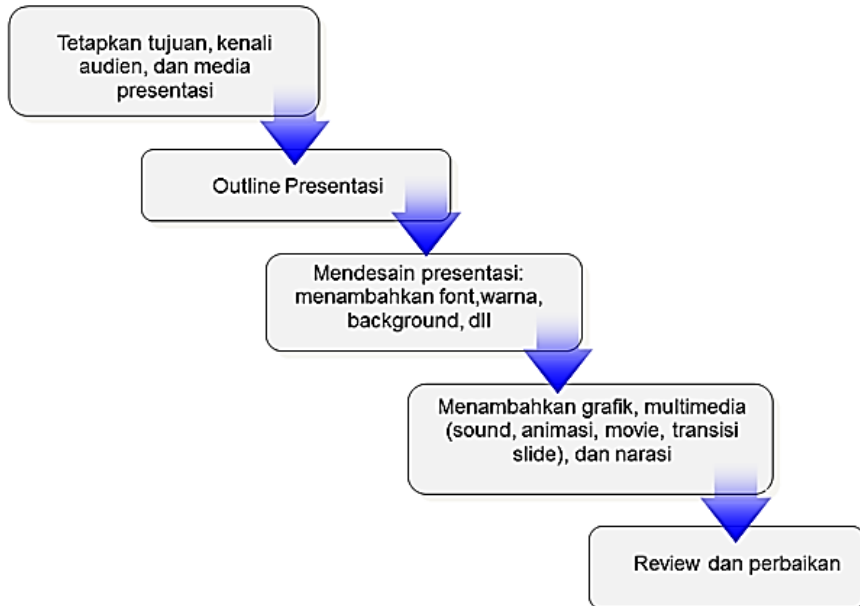 Tetapkan tujuan, kenali
audien, dan media
presentasi
Outline Presentasi
Mendesain presentasi:
menambahkan font,warna,
background, dll
Menambahkan grafik, multimedia
(sound, animasi, movie, transisi
slide), dan narasi
Review dan perbaikan